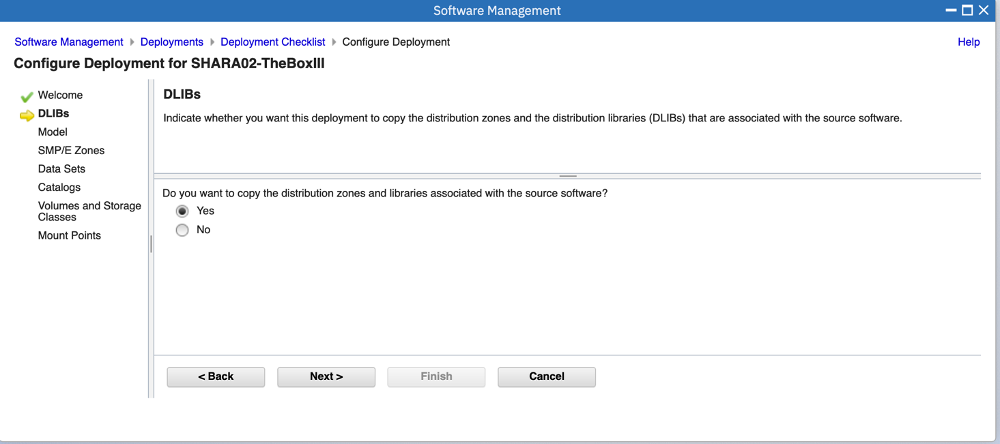 Software Management
Software Management Deployments Deployment Checklist Configure Deployment Help
Configure Deployment for SHARA02-TheBoxIII
Welcome
DLIBs
Model
SMP/E Zones
Data Sets
Catalogs
Volumes and Storage
Classes
Mount Points
DLIBs
Indicate whether you want this deployment to copy the distribution zones and the distribution libraries (DLIBs) that are associated with the source software.
Do you want to copy the distribution zones and libraries associated with the source software?
Yes
No
< Back Next > Finish Cancel